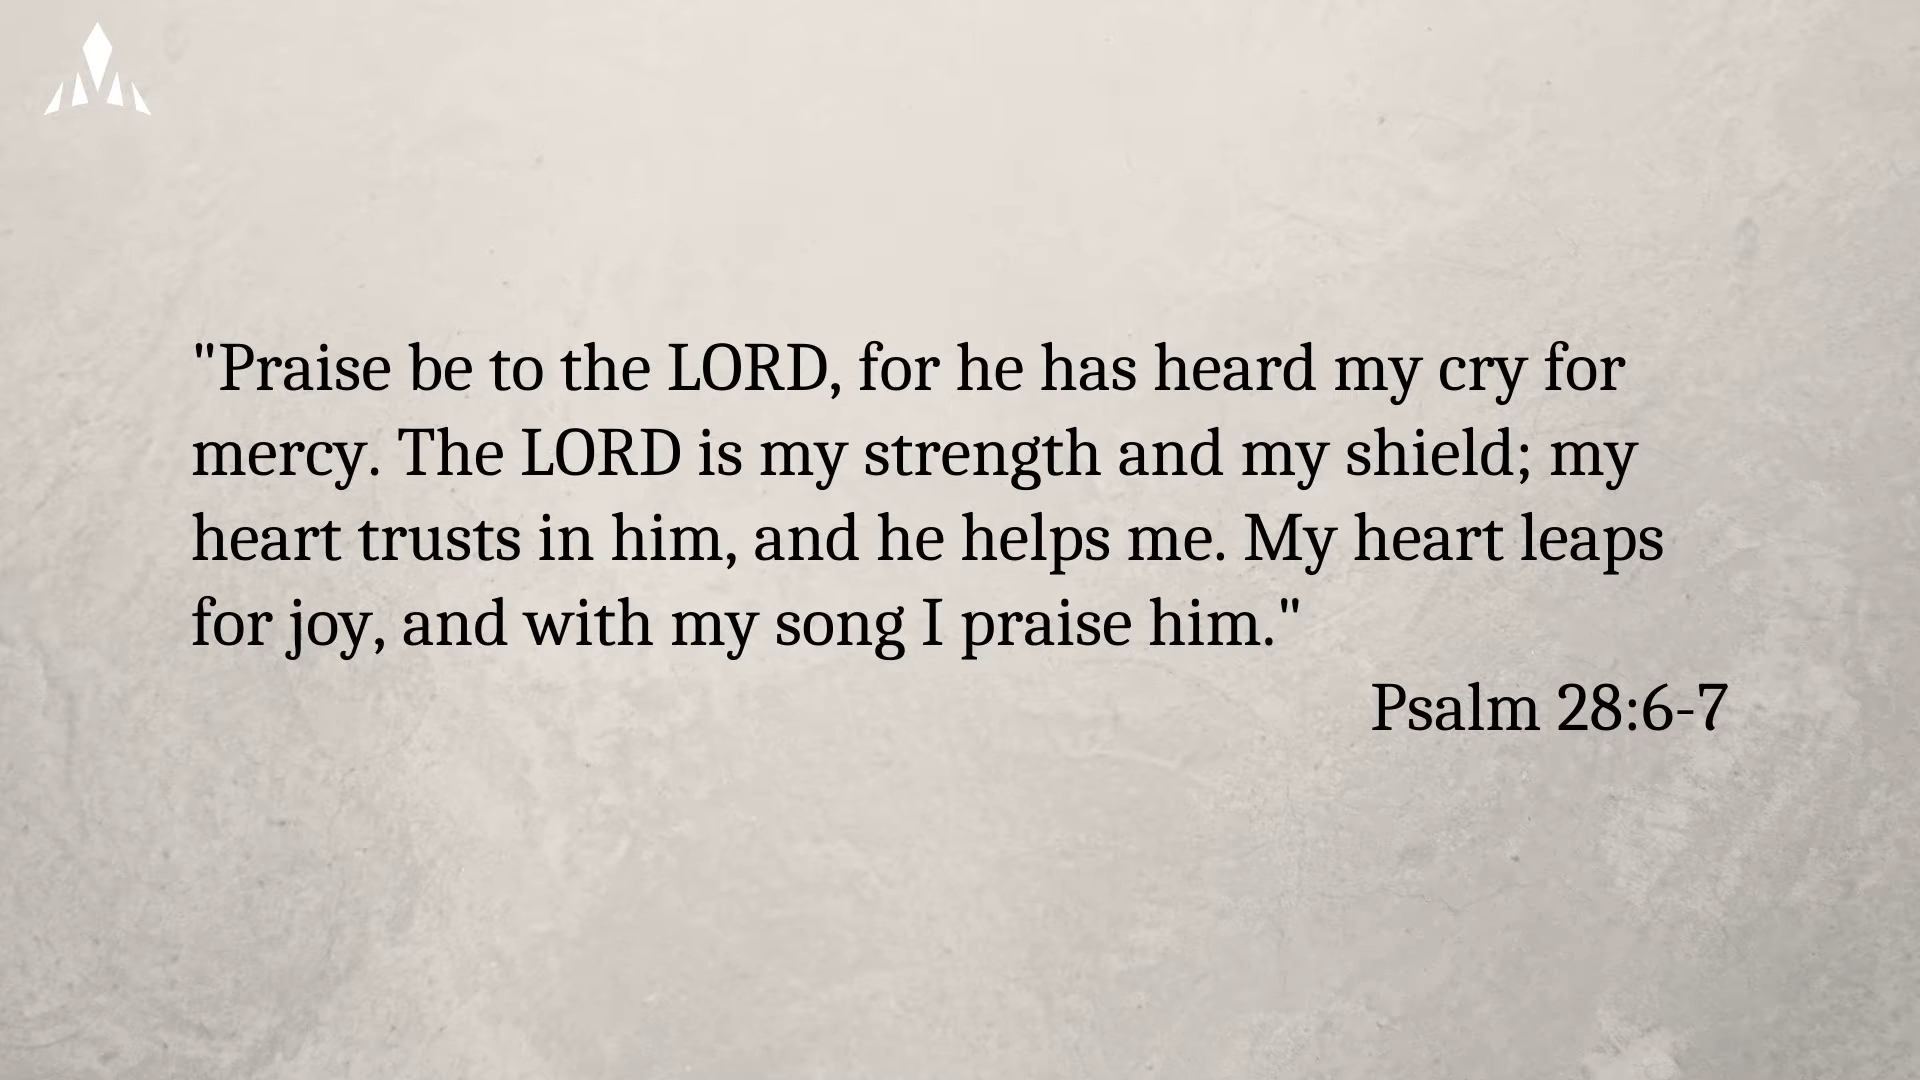 "Praise be to the LORD, for he has heard my cry for
mercy. The LORD is my strength and my shield; my
heart trusts in him, and he helps me. My heart leaps
for joy, and with my song I praise him."
Psalm 28:6-7